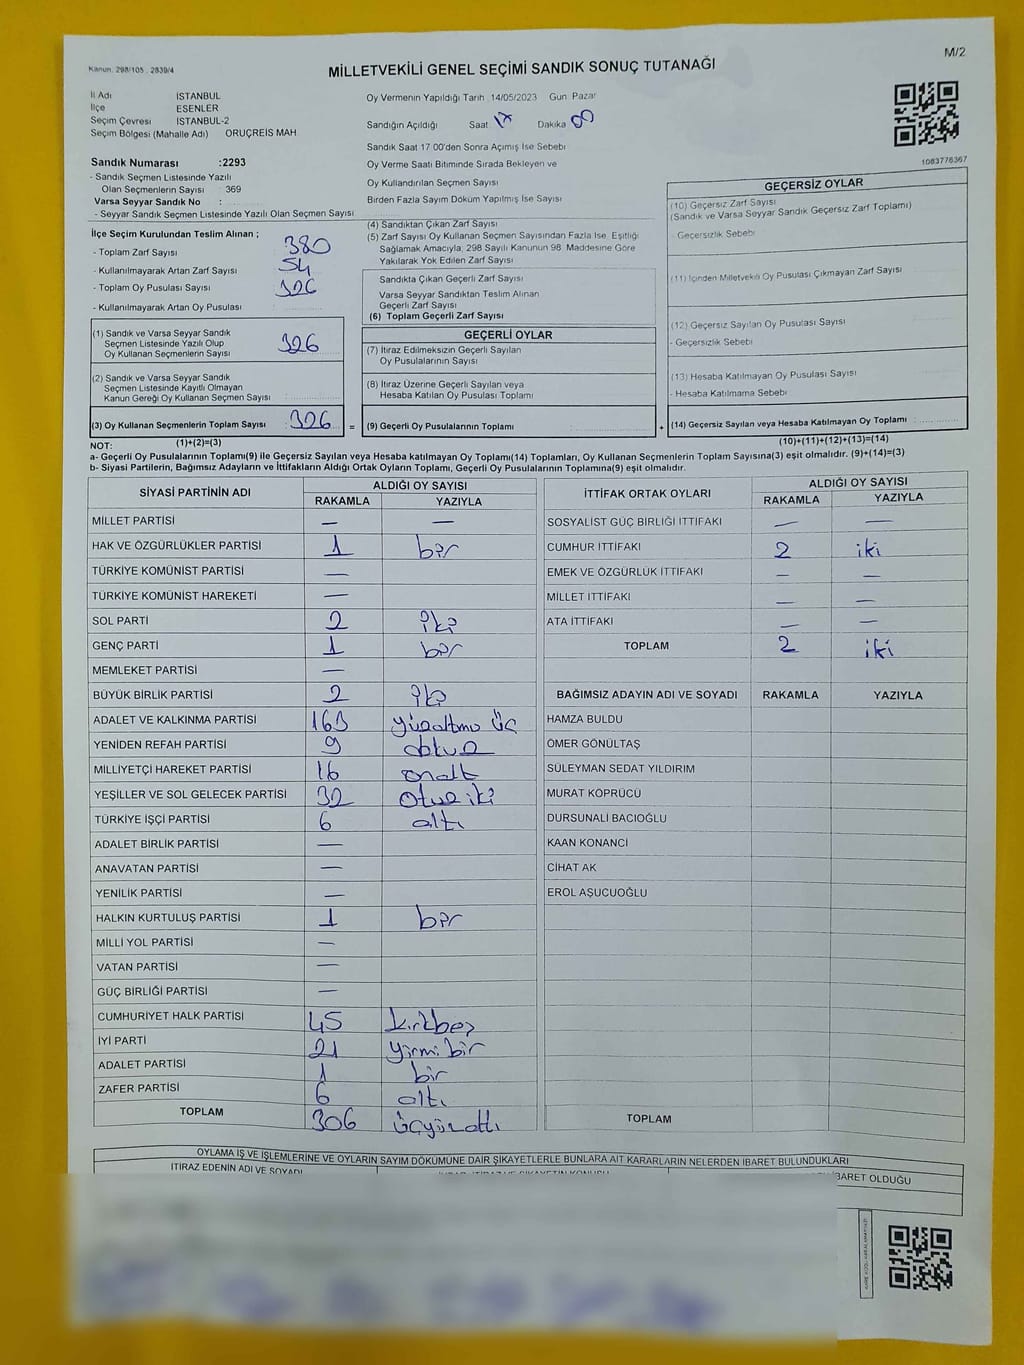 Kanun. 298/105 , 2839/4
M/2
MİLLETVEKİLİ GENEL SEÇİMİ SANDIK SONUÇ TUTANAĞI
İl Adı İSTANBUL
İlçe ESENLER
Seçim Çevresi İSTANBUL-2
Seçim Bölgesi (Mahalle Adı) ORUÇREİS MAH
Sandık Numarası :2293
- Sandık Seçmen Listesinde Yazılı
Olan Seçmenlerin Sayısı : 369
Varsa Seyyar Sandık No :
- Seyyar Sandık Seçmen Listesinde Yazılı Olan Seçmen Sayısı
İlçe Seçim Kurulundan Teslim Alınan ;
- Toplam Zarf Sayısı 380
- Kullanılmayarak Artan Zarf Sayısı 54
- Toplam Oy Pusulası Sayısı 326
- Kullanılmayarak Artan Oy Pusulası
(1) Sandık ve Varsa Seyyar Sandık
Seçmen Listesinde Yazılı Olup
Oy Kullanan Seçmenlerin Sayısı 326
(2) Sandık ve Varsa Seyyar Sandık
Seçmen Listesinde Kayıtlı Olmayan
Kanun Gereği Oy Kullanan Seçmen Sayısı
(3) Oy Kullanan Seçmenlerin Toplam Sayısı : 326 =
(1)+(2)=(3)
Oy Vermenin Yapıldığı Tarih 14/05/2023 Gün Pazar
Sandığın Açıldığı Saat 17 Dakika 00
Sandık Saat 17 00'den Sonra Açımış İse Sebebi
Oy Verme Saati Bitiminde Sırada Bekleyen ve
Oy Kullandırılan Seçmen Sayısı
Birden Fazla Sayım Döküm Yapılmış İse Sayısı
(4) Sandıktan Çıkan Zarf Sayısı
(5) Zarf Sayısı Oy Kullanan Seçmen Sayısından Fazla İse, Eşitliği
Sağlamak Amacıyla, 298 Sayılı Kanunun 98. Maddesine Göre
Yakılarak Yok Edilen Zarf Sayısı
Sandıkta Çıkan Geçerli Zarf Sayısı
Varsa Seyyar Sandıktan Teslim Alınan
Geçerli Zarf Sayısı
(6) Toplam Geçerli Zarf Sayısı
GEÇERLİ OYLAR
(7) İtiraz Edilmeksizin Geçerli Sayılan
Oy Pusulalarının Sayısı
(8) İtiraz Üzerine Geçerli Sayılan veya
Hesaba Katılan Oy Pusulası Toplamı
(9) Geçerli Oy Pusulalarının Toplamı +
1083776367
GEÇERSİZ OYLAR
(10) Geçersiz Zarf Sayısı
(Sandık ve Varsa Seyyar Sandık Geçersiz Zarf Toplamı)
- Geçersizlik Sebebi
(11) İçinden Milletvekili Oy Pusulası Çıkmayan Zarf Sayısı
(12) Geçersiz Sayılan Oy Pusulası Sayısı
- Geçersizlik Sebebi
(13) Hesaba Katılmayan Oy Pusulası Sayısı
- Hesaba Katılmama Sebebi
(14) Geçersiz Sayılan veya Hesaba Katılmayan Oy Toplamı :
(10)+(11)+(12)+(13)=(14)
NOT:
a- Geçerli Oy Pusulalarının Toplamı(9) ile Geçersiz Sayılan veya Hesaba katılmayan Oy Toplamı(14) Toplamları, Oy Kullanan Seçmenlerin Toplam Sayısına(3) eşit olmalıdır. (9)+(14)=(3)
b- Siyasi Partilerin, Bağımsız Adayların ve İttifakların Aldığı Ortak Oyların Toplamı, Geçerli Oy Pusulalarının Toplamına(9) eşit olmalıdır.
SİYASİ PARTİNİN ADI ALDIĞI OY SAYISI
RAKAMLA YAZIYLA
MİLLET PARTİSİ — —
HAK VE ÖZGÜRLÜKLER PARTİSİ 1 bir
TÜRKİYE KOMÜNİST PARTİSİ —
TÜRKİYE KOMÜNİST HAREKETİ —
SOL PARTİ 2 iki
GENÇ PARTİ 1 bir
MEMLEKET PARTİSİ —
BÜYÜK BİRLİK PARTİSİ 2 iki
ADALET VE KALKINMA PARTİSİ 163 yüzaltmış üç
YENİDEN REFAH PARTİSİ 9 dokuz
MİLLİYETÇİ HAREKET PARTİSİ 16 onaltı
YEŞİLLER VE SOL GELECEK PARTİSİ 32 otuz iki
TÜRKİYE İŞÇİ PARTİSİ 6 altı
ADALET BİRLİK PARTİSİ —
ANAVATAN PARTİSİ —
YENİLİK PARTİSİ —
HALKIN KURTULUŞ PARTİSİ 1 bir
MİLLİ YOL PARTİSİ —
VATAN PARTİSİ —
GÜÇ BİRLİĞİ PARTİSİ —
CUMHURİYET HALK PARTİSİ 45 kırkbeş
İYİ PARTİ 21 yirmi bir
ADALET PARTİSİ 1 bir
ZAFER PARTİSİ 6 altı
TOPLAM 306 üçyüzaltı
İTTİFAK ORTAK OYLARI ALDIĞI OY SAYISI
RAKAMLA YAZIYLA
SOSYALİST GÜÇ BİRLİĞİ İTTİFAKI — —
CUMHUR İTTİFAKI 2 iki
EMEK VE ÖZGÜRLÜK İTTİFAKI — —
MİLLET İTTİFAKI — —
ATA İTTİFAKI — —
TOPLAM 2 iki
BAĞIMSIZ ADAYIN ADI VE SOYADI RAKAMLA YAZIYLA
HAMZA BULDU
ÖMER GÖNÜLTAŞ
SÜLEYMAN SEDAT YILDIRIM
MURAT KÖPRÜCÜ
DURSUNALİ BACIOĞLU
KAAN KONANCI
CİHAT AK
EROL AŞUCUOĞLU
TOPLAM
OYLAMA İŞ VE İŞLEMLERİNE VE OYLARIN SAYIM DÖKÜMÜNE DAİR ŞİKAYETLERLE BUNLARA AİT KARARLARIN NELERDEN İBARET BULUNDUKLARI
İTİRAZ EDENİN ADI VE SOYADI
İBARET OLDUĞU